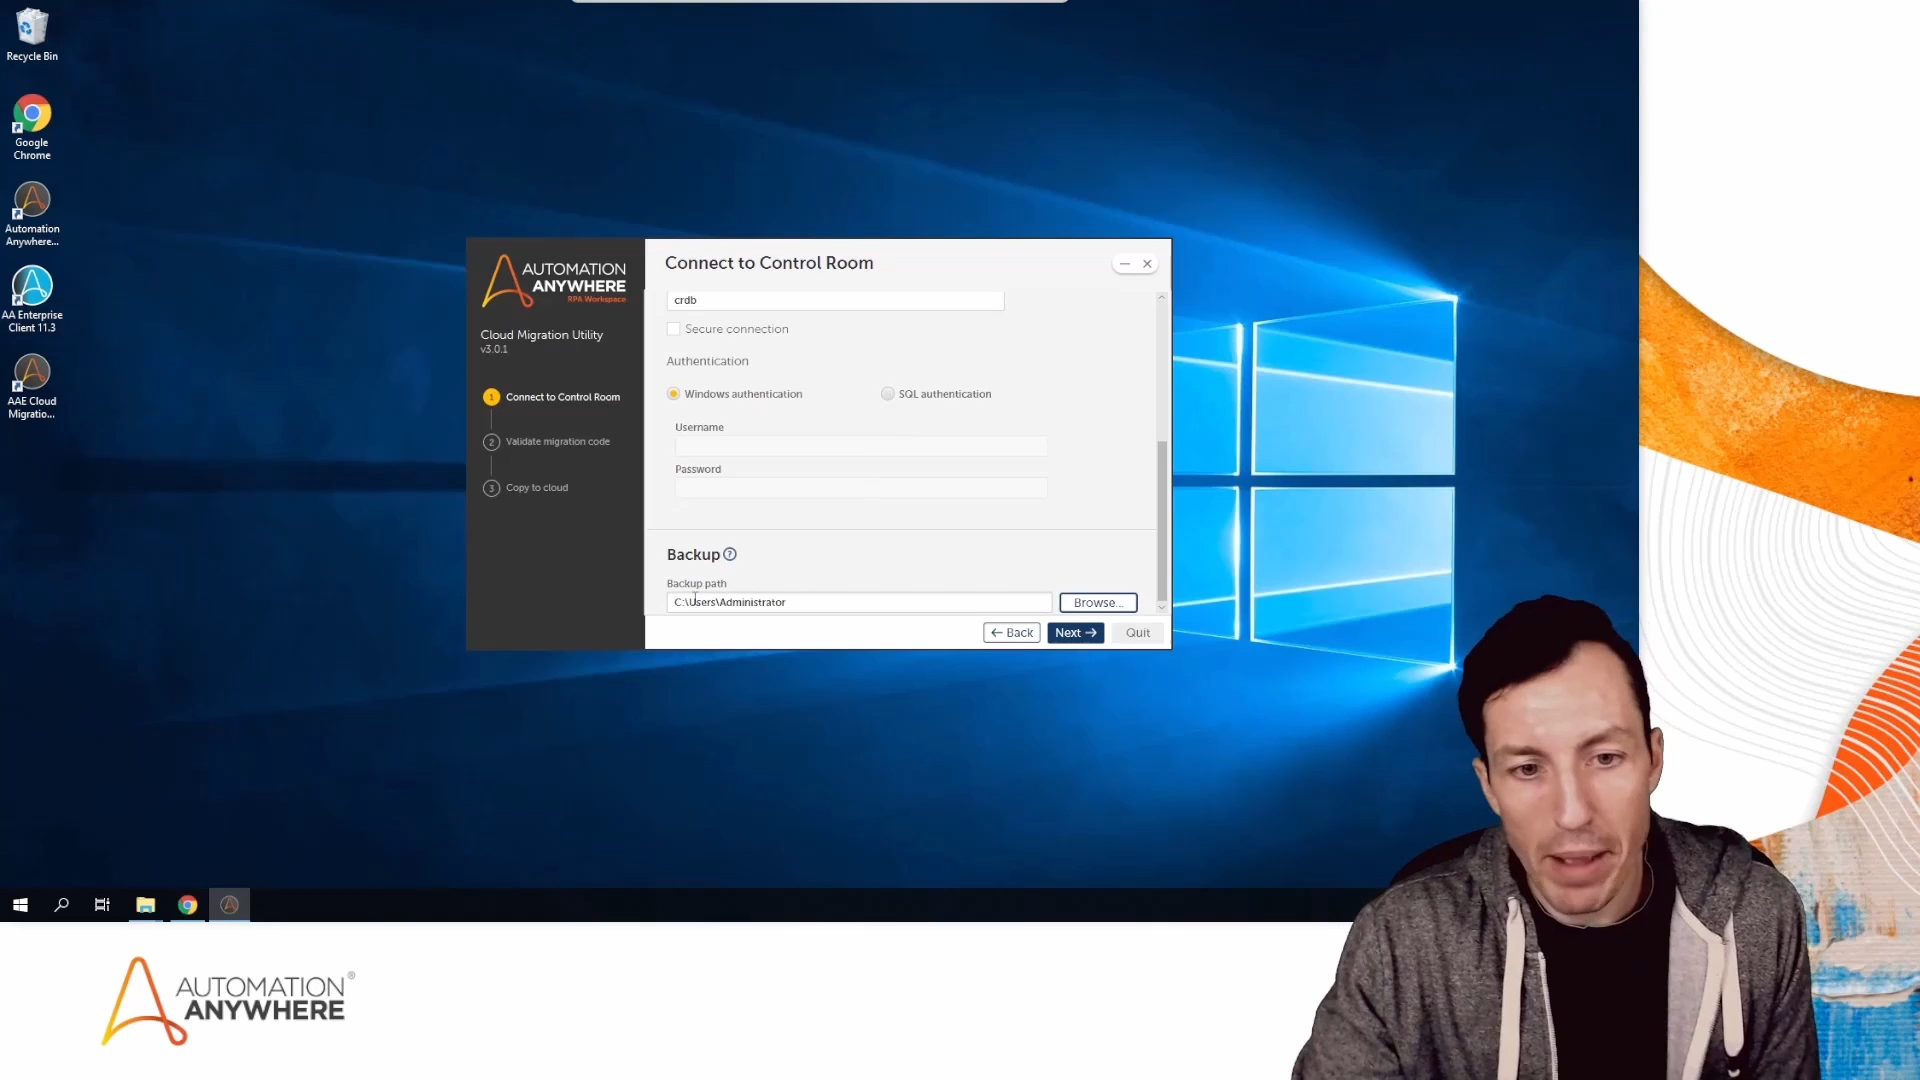 Recycle Bin
Google
Chrome
Automation
Anywhere...
AA Enterprise
Client 11.3
AAE Cloud
Migratio...
AUTOMATION
ANYWHERE
RPA Workspace
Cloud Migration Utility
v3.0.1
1 Connect to Control Room
2 Validate migration code
3 Copy to cloud
Connect to Control Room
crdb
Secure connection
Authentication
Windows authentication
SQL authentication
Username
Password
Backup ?
Backup path
C:\Users\Administrator
Browse...
← Back
Next →
Quit
AUTOMATION ®
ANYWHERE